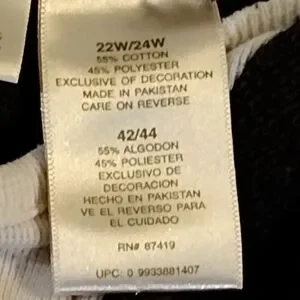 22W/24W
55% COTTON
45% POLYESTER
EXCLUSIVE OF DECORATION
MADE IN PAKISTAN
CARE ON REVERSE
42/44
55% ALGODON
45% POLIESTER
EXCLUSIVO DE
DECORACION
HECHO EN PAKISTAN
VE EL REVERSO PARA
EL CUIDADO
RN# 87419
UPC: 0 9933881407